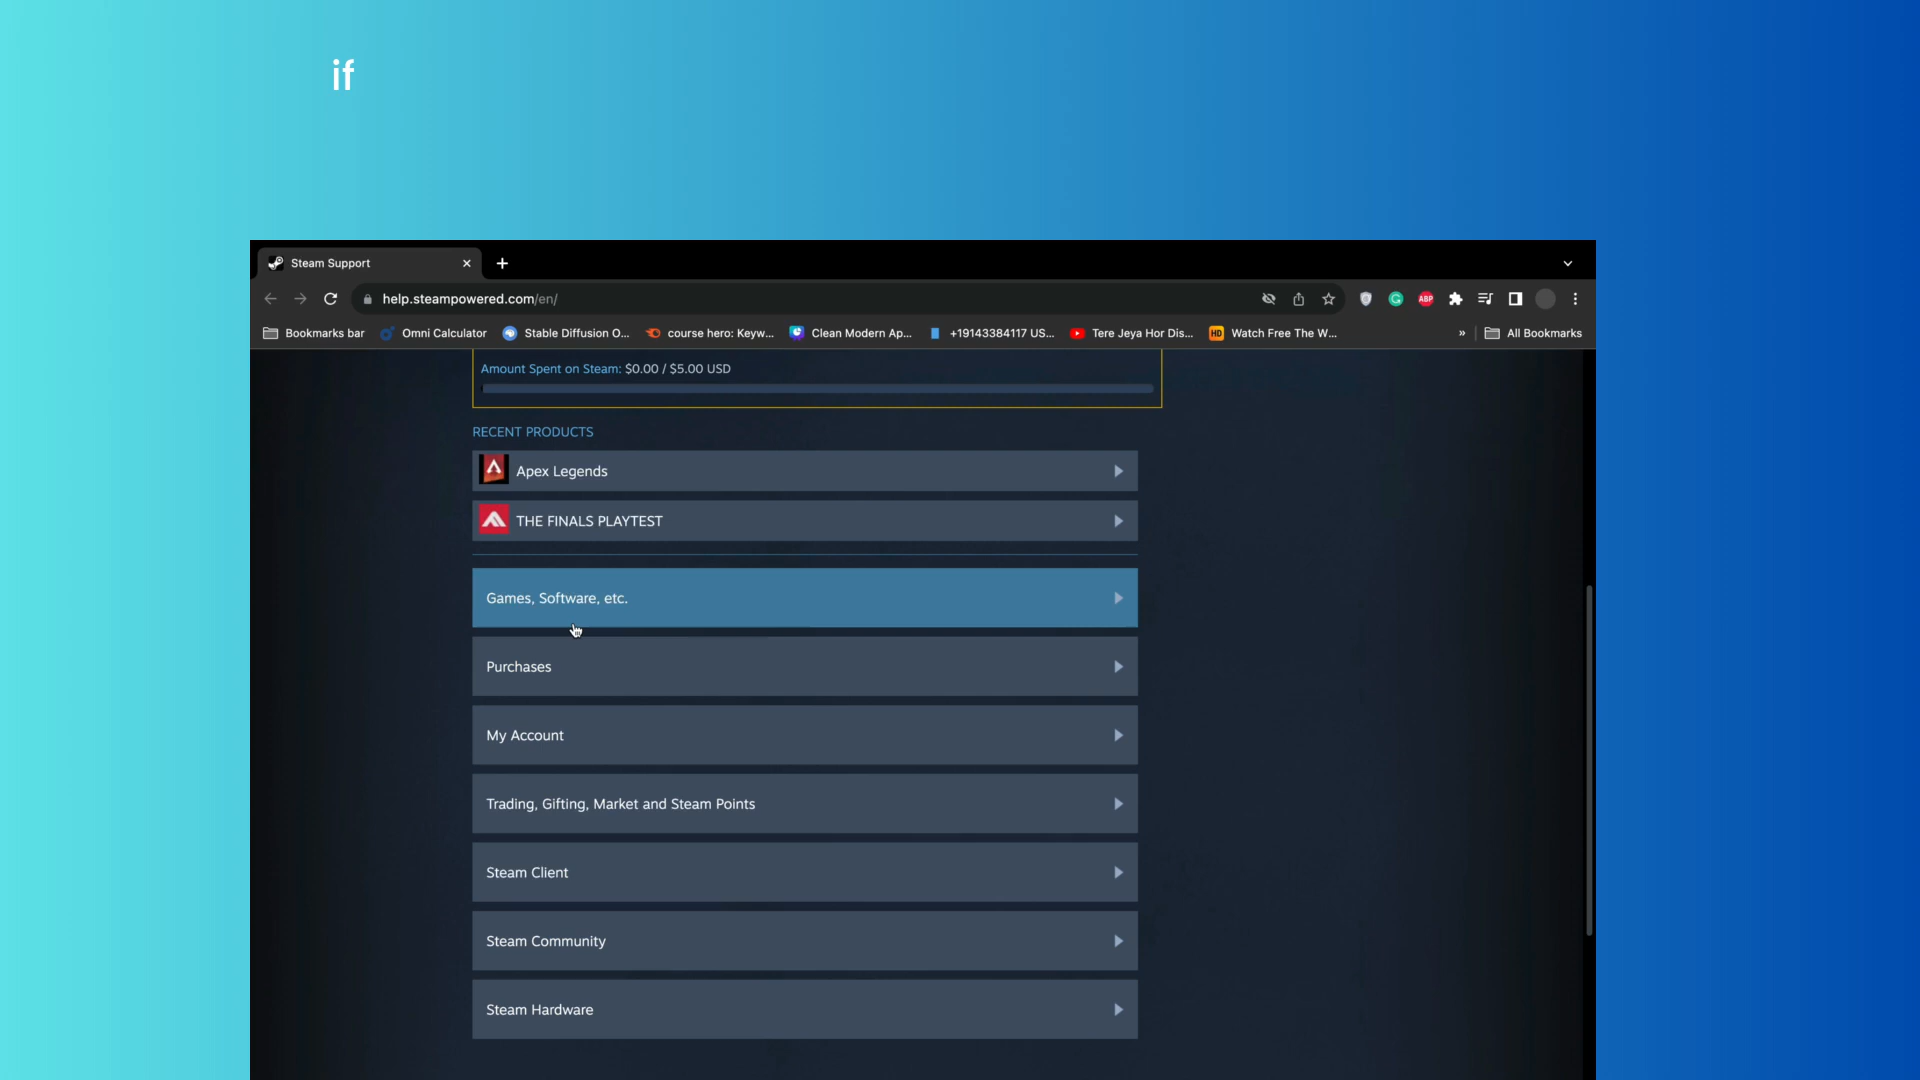 if
Steam Support
help.steampowered.com/en/
Bookmarks bar Omni Calculator Stable Diffusion O... course hero: Keyw... Clean Modern Ap... +19143384117 US... Tere Jeya Hor Dis... HD Watch Free The W... » All Bookmarks
ABP
Amount Spent on Steam: $0.00 / $5.00 USD
RECENT PRODUCTS
Apex Legends
THE FINALS PLAYTEST
Games, Software, etc.
Purchases
My Account
Trading, Gifting, Market and Steam Points
Steam Client
Steam Community
Steam Hardware